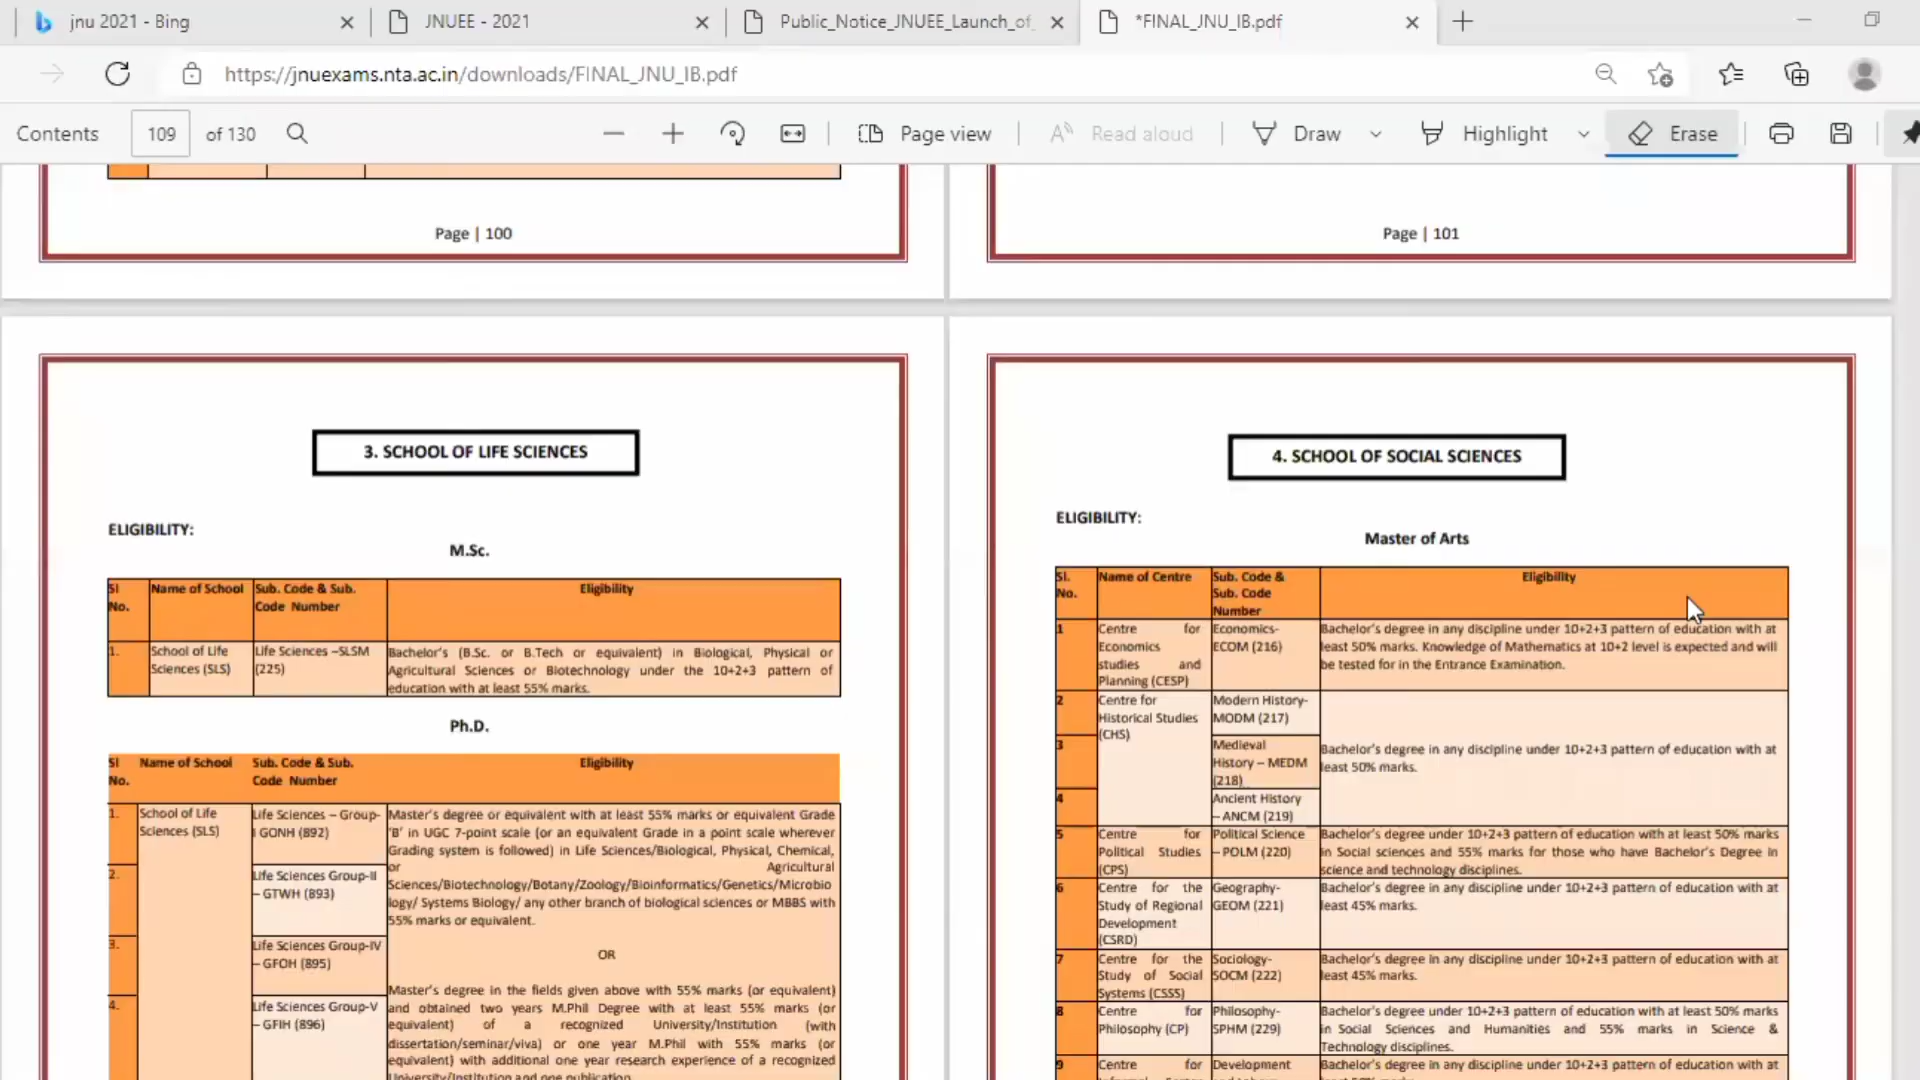 jnu 2021 - Bing
JNUEE - 2021
Public_Notice_JNUEE_Launch_of_
*FINAL_JNU_IB.pdf
https://jnuexams.nta.ac.in/downloads/FINAL_JNU_IB.pdf
Contents
109
of 130
Page view
Read aloud
Draw
Highlight
Erase
Page | 100
Page | 101
3. SCHOOL OF LIFE SCIENCES
ELIGIBILITY:
M.Sc.
Sl
No.
Name of School
Sub. Code & Sub.
Code Number
Eligibility
1.
School of Life
Sciences (SLS)
Life Sciences –SLSM
(225)
Bachelor's (B.Sc. or B.Tech or equivalent) in Biological, Physical or
Agricultural Sciences or Biotechnology under the 10+2+3 pattern of
education with at least 55% marks.
Ph.D.
Sl
No.
Name of School
Sub. Code & Sub.
Code Number
Eligibility
1.
School of Life
Sciences (SLS)
Life Sciences – Group-
I GONH (892)
2.
Life Sciences Group-II
– GTWH (893)
3.
Life Sciences Group-IV
– GFOH (895)
4.
Life Sciences Group-V
– GFIH (896)
Master's degree or equivalent with at least 55% marks or equivalent Grade
'B' in UGC 7-point scale (or an equivalent Grade in a point scale wherever
Grading system is followed) in Life Sciences/Biological, Physical, Chemical,
or Agricultural
Sciences/Biotechnology/Botany/Zoology/Bioinformatics/Genetics/Microbio
logy/ Systems Biology/ any other branch of biological sciences or MBBS with
55% marks or equivalent.
OR
Master's degree in the fields given above with 55% marks (or equivalent)
and obtained two years M.Phil Degree with at least 55% marks (or
equivalent) of a recognized University/Institution (with
dissertation/seminar/viva) or one year M.Phil with 55% marks (or
equivalent) with additional one year research experience of a recognized
University/Institution and one publication.
4. SCHOOL OF SOCIAL SCIENCES
ELIGIBILITY:
Master of Arts
Sl.
No.
Name of Centre
Sub. Code &
Sub. Code
Number
Eligibility
1
Centre for
Economics
studies and
Planning (CESP)
Economics-
ECOM (216)
Bachelor's degree in any discipline under 10+2+3 pattern of education with at
least 50% marks. Knowledge of Mathematics at 10+2 level is expected and will
be tested for in the Entrance Examination.
2
Centre for
Historical Studies
(CHS)
Modern History-
MODM (217)
3
Medieval
History – MEDM
(218)
4
Ancient History
– ANCM (219)
Bachelor's degree in any discipline under 10+2+3 pattern of education with at
least 50% marks.
5
Centre for
Political Studies
(CPS)
Political Science
– POLM (220)
Bachelor's degree under 10+2+3 pattern of education with at least 50% marks
in Social sciences and 55% marks for those who have Bachelor's Degree in
science and technology disciplines.
6
Centre for the
Study of Regional
Development
(CSRD)
Geography-
GEOM (221)
Bachelor's degree in any discipline under 10+2+3 pattern of education with at
least 45% marks.
7
Centre for the
Study of Social
Systems (CSSS)
Sociology-
SOCM (222)
Bachelor's degree in any discipline under 10+2+3 pattern of education with at
least 45% marks.
8
Centre for
Philosophy (CP)
Philosophy-
SPHM (229)
Bachelor's degree under 10+2+3 pattern of education with at least 50% marks
in Social Sciences and Humanities and 55% marks in Science &
Technology disciplines.
9
Centre for
Development
Bachelor's degree in any discipline under 10+2+3 pattern of education with at